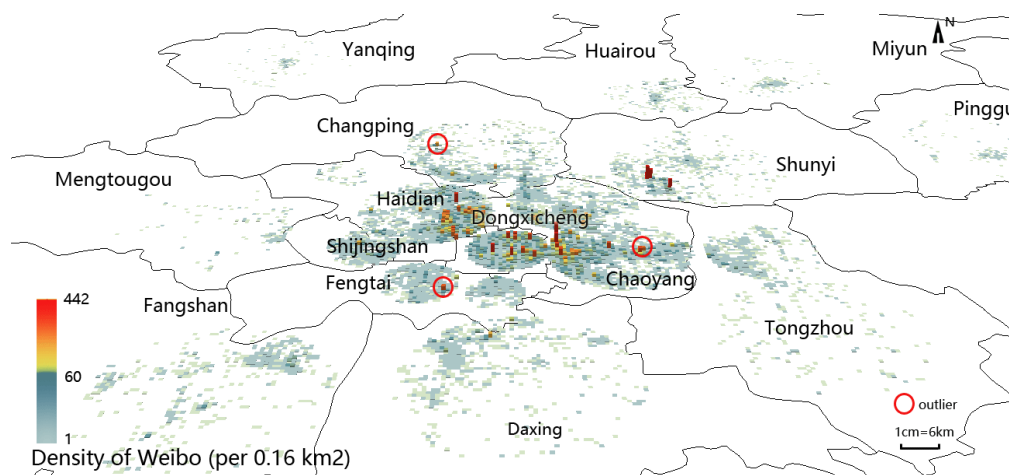 N
Yanqing
Huairou
Miyun
Pinggu
Changping
Shunyi
Mengtougou
Haidian
Dongxicheng
Shijingshan
Fengtai
Chaoyang
Fangshan
Tongzhou
442
60
1
outlier
1cm=6km
Daxing
Density of Weibo (per 0.16 km2)